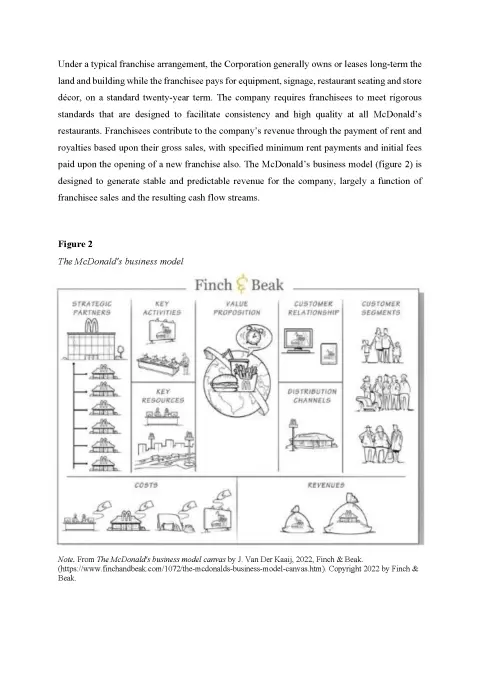 Under a typical franchise arrangement, the Corporation generally owns or leases long-term the
land and building while the franchisee pays for equipment, signage, restaurant seating and store
décor, on a standard twenty-year term. The company requires franchisees to meet rigorous
standards that are designed to facilitate consistency and high quality at all McDonald's
restaurants. Franchisees contribute to the company's revenue through the payment of rent and
royalties based upon their gross sales, with specified minimum rent payments and initial fees
paid upon the opening of a new franchise also. The McDonald's business model (figure 2) is
designed to generate stable and predictable revenue for the company, largely a function of
franchisee sales and the resulting cash flow streams.
Figure 2
The McDonald's business model
Finch & Beak
STRATEGIC
PARTNERS
KEY
ACTIVITIES
VALUE
PROPOSITION
CUSTOMER
RELATIONSHIP
CUSTOMER
SEGMENTS
KEY
RESOURCES
DISTRIBUTION
CHANNELS
COSTS
REVENUES
Note. From The McDonald's business model canvas by J. Van Der Kaaij, 2022, Finch & Beak.
(https://www.finchandbeak.com/1072/the-mcdonalds-business-model-canvas.htm). Copyright 2022 by Finch &
Beak.